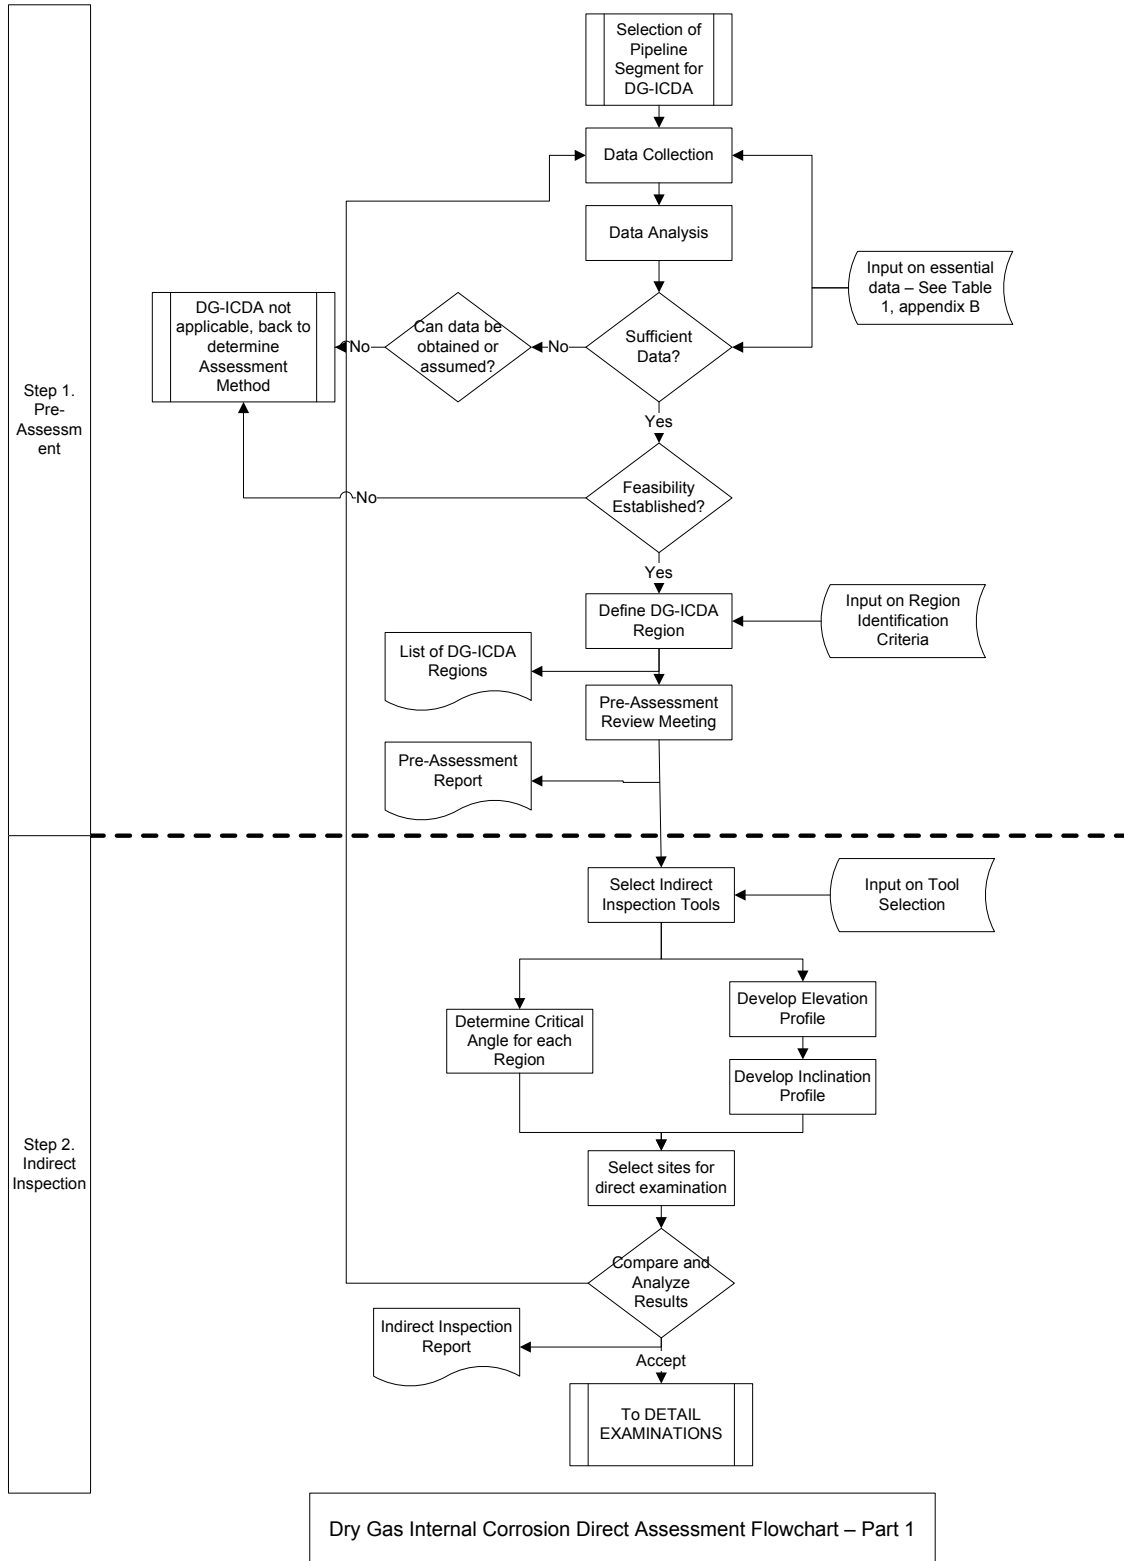 Selection of
Pipeline
Segment for
DG-ICDA
Data Collection
Data Analysis
Input on essential
data – See Table
1, appendix B
DG-ICDA not
applicable, back to
determine
Assessment
Method
No
Can data be
obtained or
assumed?
No
Sufficient
Data?
Step 1.
Pre-
Assessm
ent
Yes
Feasibility
Established?
No
Yes
Define DG-ICDA
Region
Input on Region
Identification
Criteria
List of DG-ICDA
Regions
Pre-Assessment
Review Meeting
Pre-Assessment
Report
Select Indirect
Inspection Tools
Input on Tool
Selection
Determine Critical
Angle for each
Region
Develop Elevation
Profile
Develop Inclination
Profile
Step 2.
Indirect
Inspection
Select sites for
direct examination
Compare and
Analyze
Results
Indirect Inspection
Report
Accept
To DETAIL
EXAMINATIONS
Dry Gas Internal Corrosion Direct Assessment Flowchart – Part 1